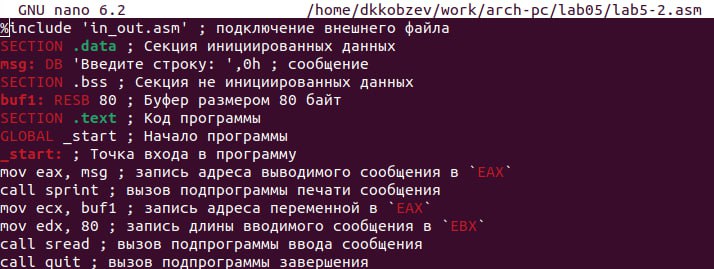 GNU nano 6.2 /home/dkkobzev/work/arch-pc/lab05/lab5-2.asm
%include 'in_out.asm' ; подключение внешнего файла
SECTION .data ; Секция инициированных данных
msg: DB 'Введите строку: ',0h ; сообщение
SECTION .bss ; Секция не инициированных данных
buf1: RESB 80 ; Буфер размером 80 байт
SECTION .text ; Код программы
GLOBAL _start ; Начало программы
_start: ; Точка входа в программу
mov eax, msg ; запись адреса выводимого сообщения в `EAX`
call sprint ; вызов подпрограммы печати сообщения
mov ecx, buf1 ; запись адреса переменной в `EAX`
mov edx, 80 ; запись длины вводимого сообщения в `EBX`
call sread ; вызов подпрограммы ввода сообщения
call quit ; вызов подпрограммы завершения